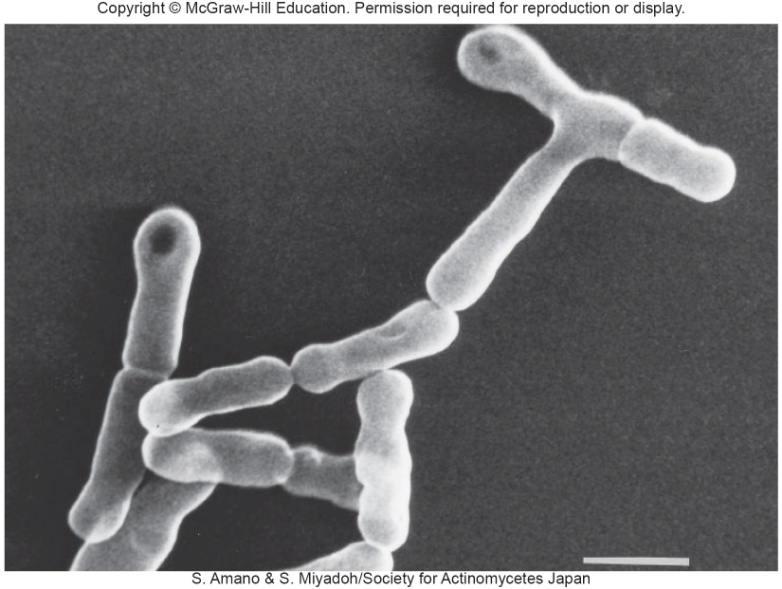 Copyright © McGraw-Hill Education. Permission required for reproduction or display.
S. Amano & S. Miyadoh/Society for Actinomycetes Japan